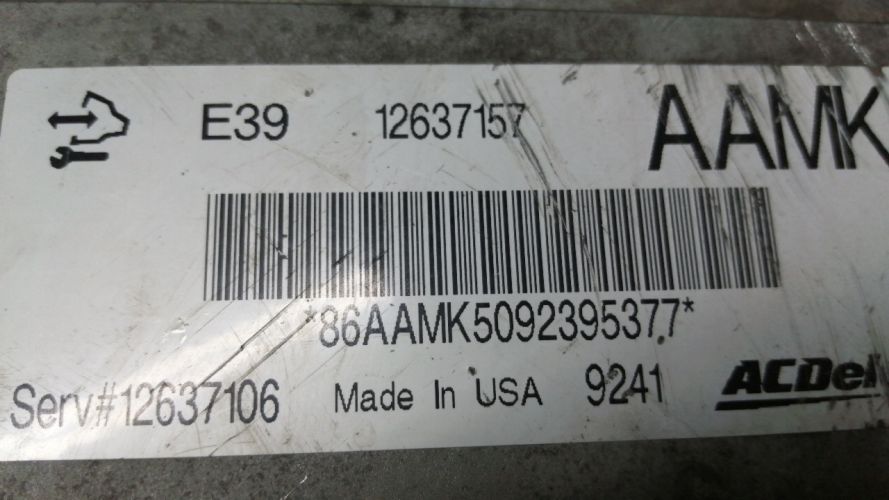 E39 12637157 AAMK
*86AAMK5092395377*
Serv#12637106 Made In USA 9241 ACDel